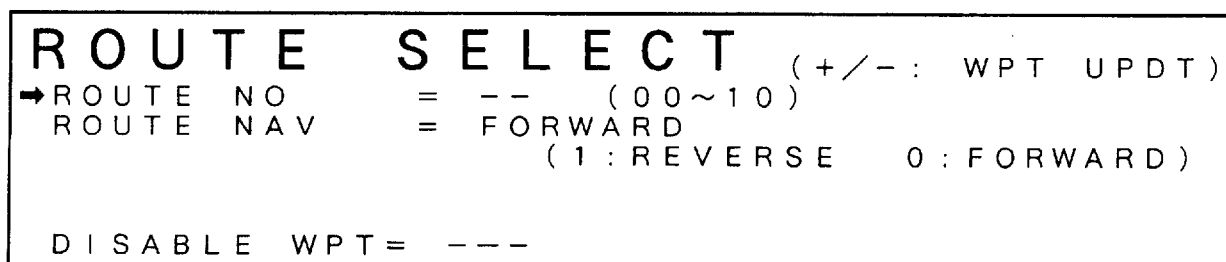 ROUTE SELECT (+/-: WPT UPDT)
➡ROUTE NO = -- (00~10)
ROUTE NAV = FORWARD
(1:REVERSE 0:FORWARD)
DISABLE WPT= ---